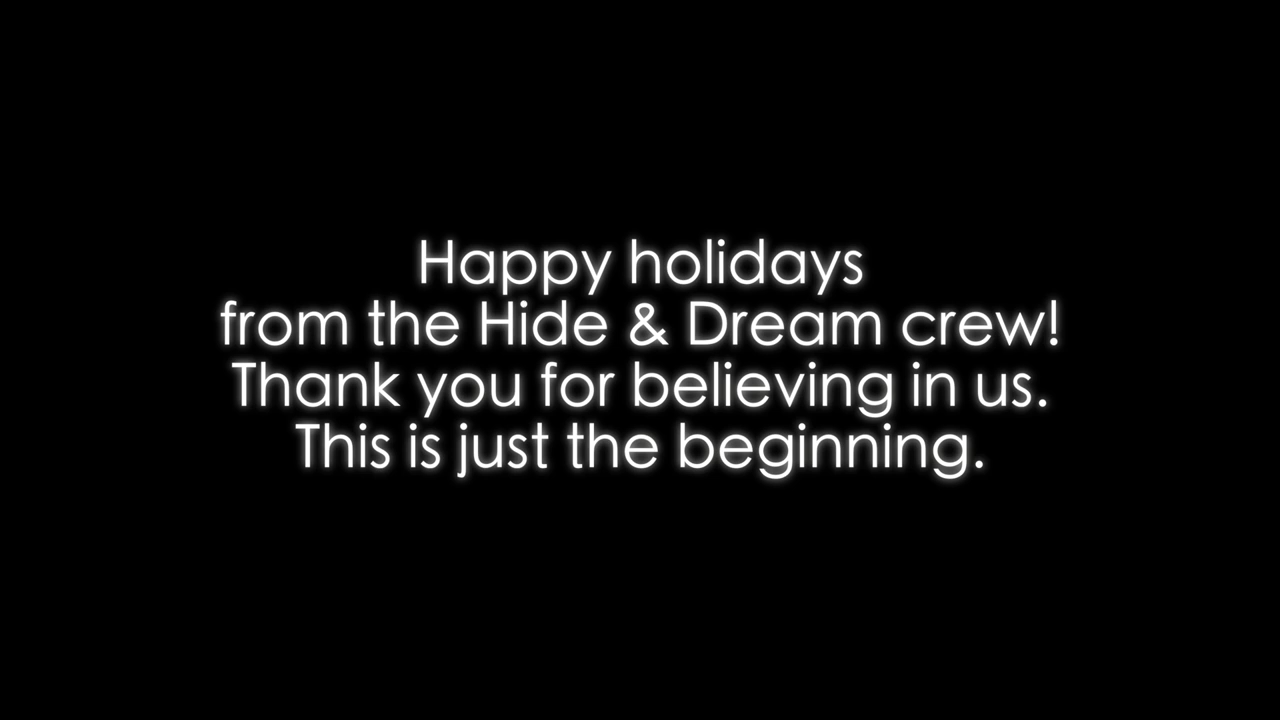 Happy holidays
from the Hide & Dream crew!
Thank you for believing in us.
This is just the beginning.